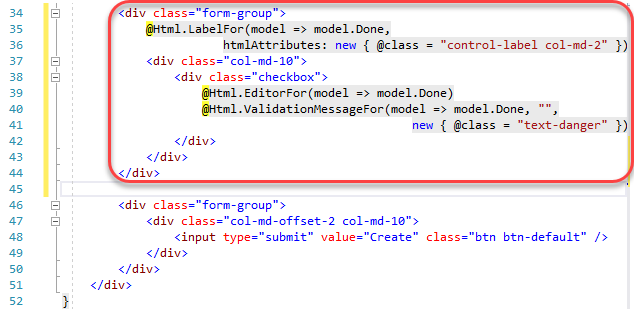 34 <div class="form-group">
35 @Html.LabelFor(model => model.Done,
36 htmlAttributes: new { @class = "control-label col-md-2" })
37 <div class="col-md-10">
38 <div class="checkbox">
39 @Html.EditorFor(model => model.Done)
40 @Html.ValidationMessageFor(model => model.Done, "",
41 new { @class = "text-danger" })
42 </div>
43 </div>
44 </div>
45
46 <div class="form-group">
47 <div class="col-md-offset-2 col-md-10">
48 <input type="submit" value="Create" class="btn btn-default" />
49 </div>
50 </div>
51 </div>
52 }